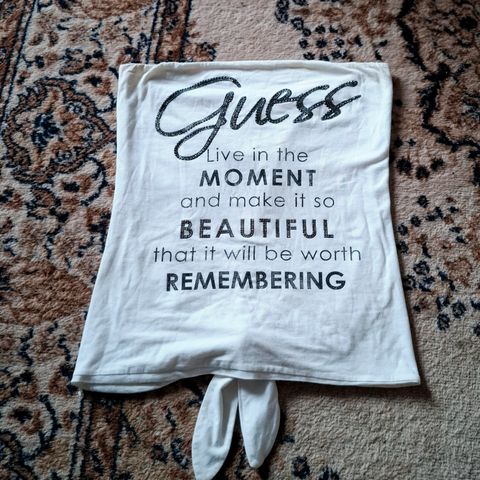 Guess
Live in the
MOMENT
and make it so
BEAUTIFUL
that it will be worth
REMEMBERING